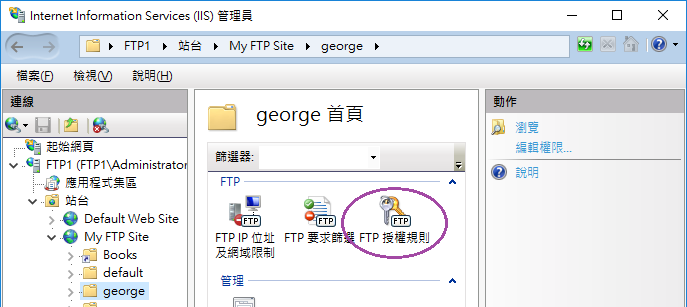 Internet Information Services (IIS) 管理員
FTP1 站台 My FTP Site george
檔案(F) 檢視(V) 說明(H)
連線
起始網頁
FTP1 (FTP1\Administrator
應用程式集區
站台
Default Web Site
My FTP Site
Books
default
george
george 首頁
篩選器:
FTP
FTP
FTP IP 位址
及網域限制
FTP
FTP 要求篩選
FTP
FTP 授權規則
管理
動作
瀏覽
編輯權限...
說明